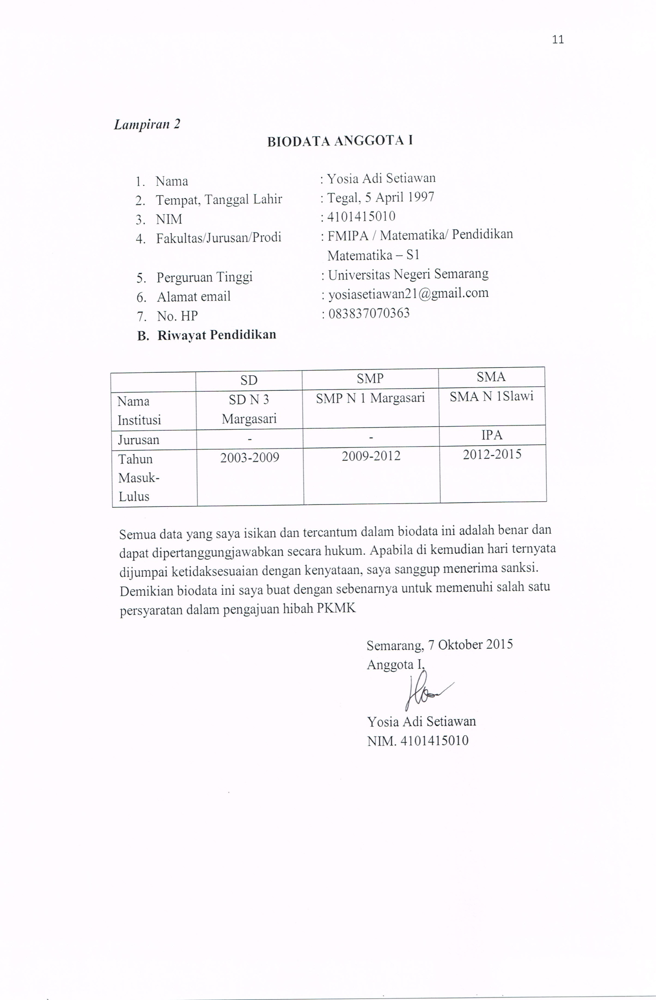 11
Lampiran 2
BIODATA ANGGOTA I
1. Nama : Yosia Adi Setiawan
2. Tempat, Tanggal Lahir : Tegal, 5 April 1997
3. NIM : 4101415010
4. Fakultas/Jurusan/Prodi : FMIPA / Matematika/ Pendidikan
Matematika – S1
5. Perguruan Tinggi : Universitas Negeri Semarang
6. Alamat email : yosiasetiawan21@gmail.com
7. No. HP : 083837070363
B. Riwayat Pendidikan
SD SMP SMA
Nama Institusi SD N 3 Margasari SMP N 1 Margasari SMA N 1Slawi
Jurusan - - IPA
Tahun Masuk-Lulus 2003-2009 2009-2012 2012-2015
Semua data yang saya isikan dan tercantum dalam biodata ini adalah benar dan
dapat dipertanggungjawabkan secara hukum. Apabila di kemudian hari ternyata
dijumpai ketidaksesuaian dengan kenyataan, saya sanggup menerima sanksi.
Demikian biodata ini saya buat dengan sebenarnya untuk memenuhi salah satu
persyaratan dalam pengajuan hibah PKMK
Semarang, 7 Oktober 2015
Anggota I,
Yosia Adi Setiawan
NIM. 4101415010